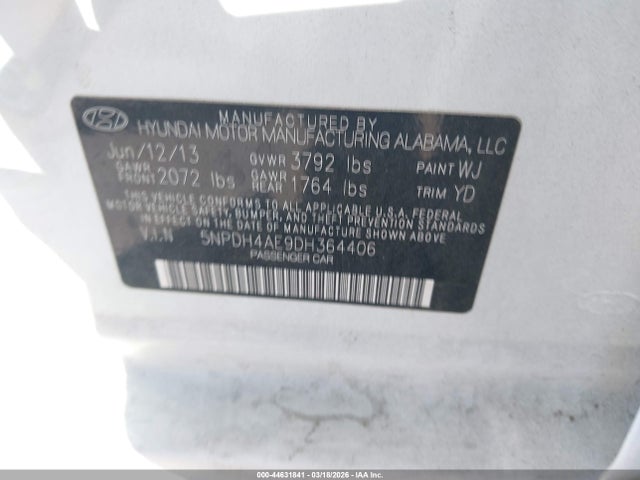 MANUFACTURED BY
HYUNDAI MOTOR MANUFACTURING ALABAMA, LLC
Jun/12/13 GVWR 3792 lbs PAINT WJ
GAWR FRONT 2072 lbs GAWR REAR 1764 lbs TRIM YD
THIS VEHICLE CONFORMS TO ALL APPLICABLE U.S.A. FEDERAL
MOTOR VEHICLE SAFETY, BUMPER, AND THEFT PREVENTION STANDARDS
IN EFFECT ON THE DATE OF MANUFACTURE SHOWN ABOVE.
V.I.N 5NPDH4AE9DH364406
PASSENGER CAR
000-44631841 - 03/18/2026 - IAA Inc.